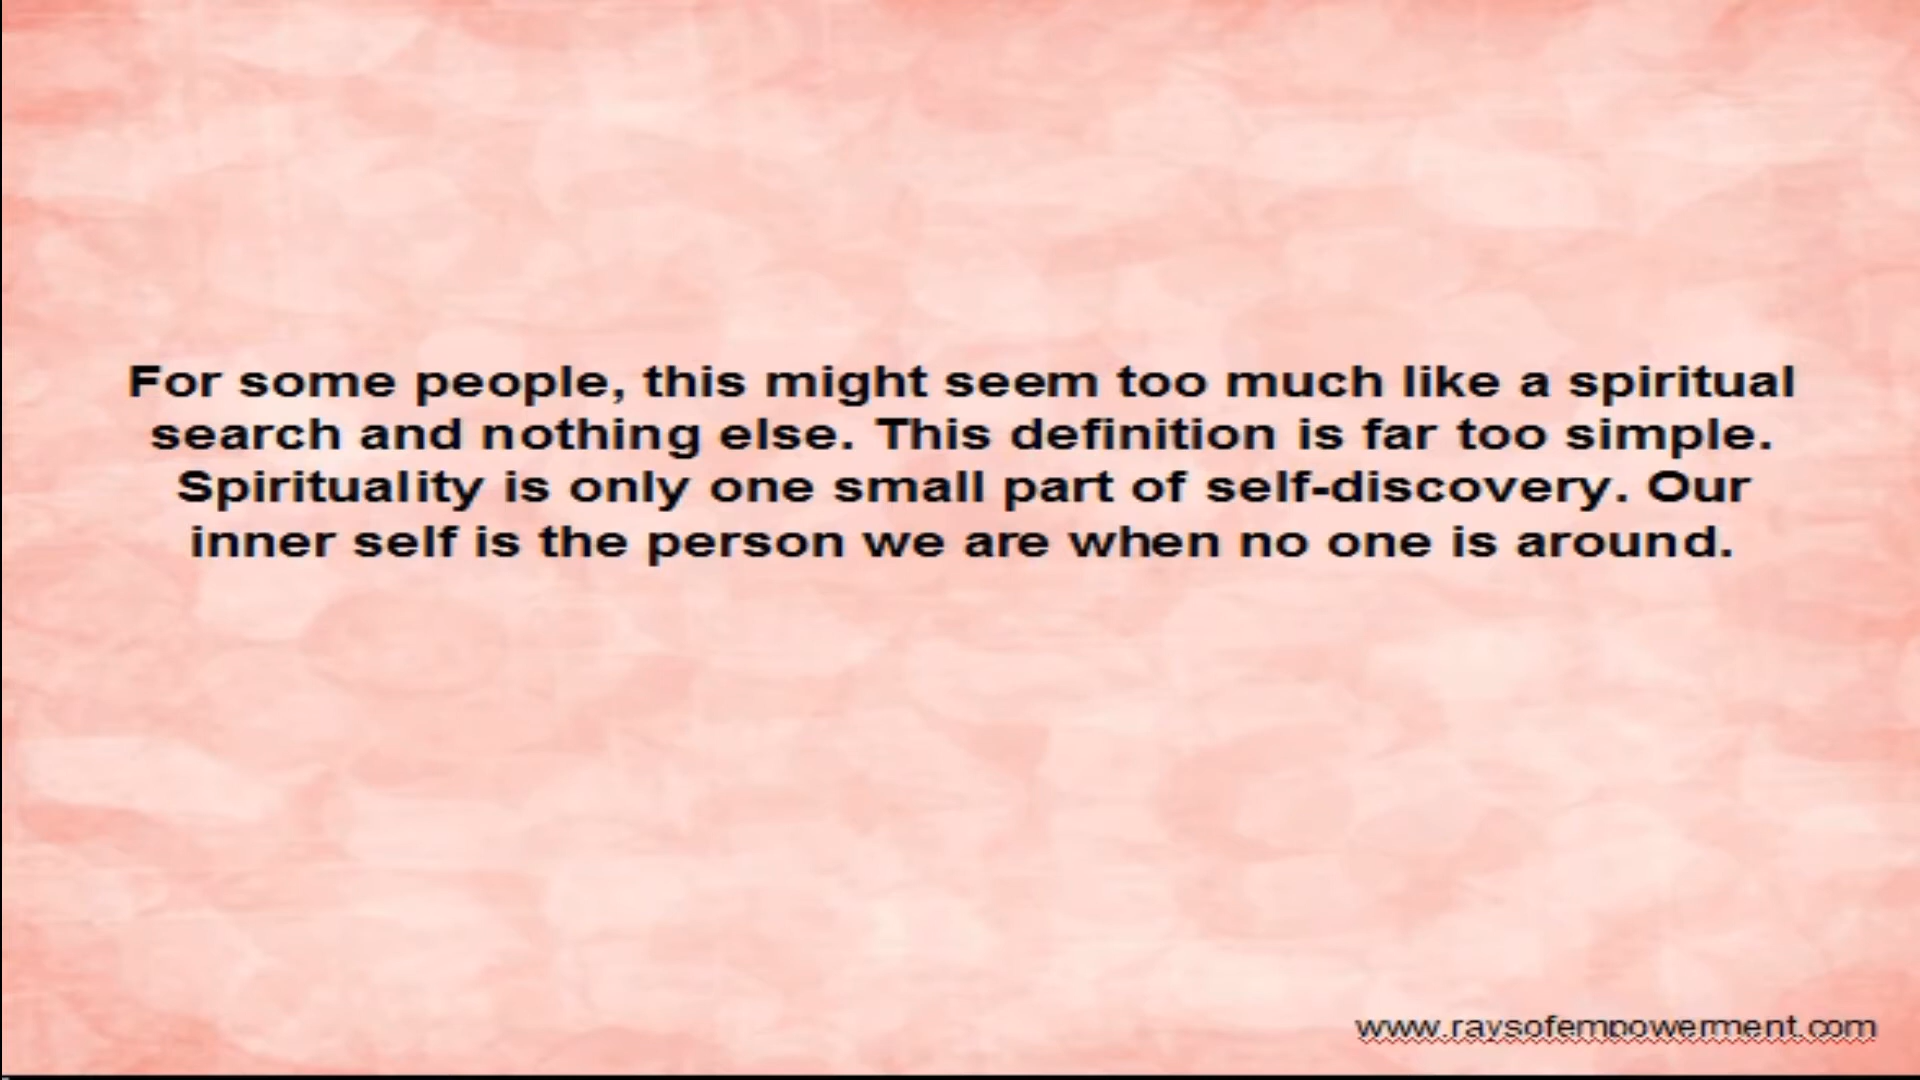 For some people, this might seem too much like a spiritual
search and nothing else. This definition is far too simple.
Spirituality is only one small part of self-discovery. Our
inner self is the person we are when no one is around.
www.raysofempowerment.com